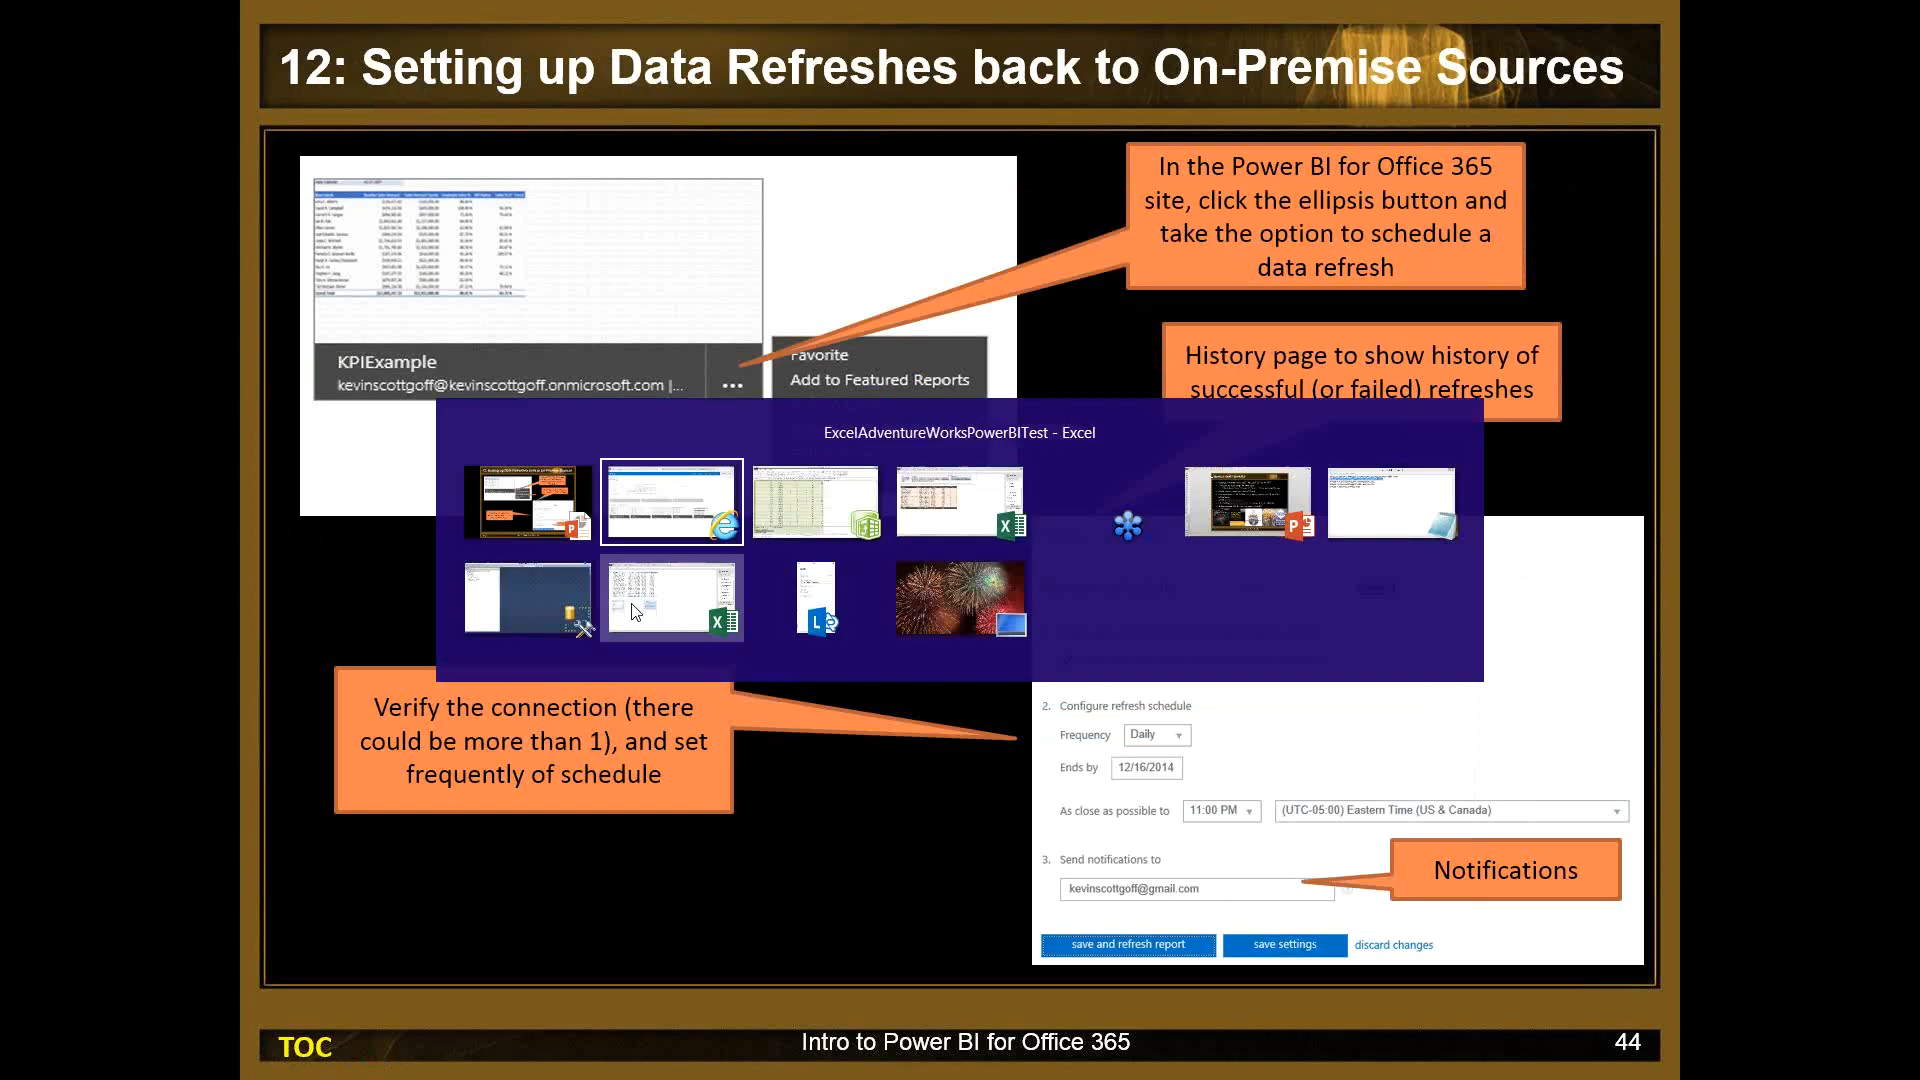 12: Setting up Data Refreshes back to On-Premise Sources
In the Power BI for Office 365
site, click the ellipsis button and
take the option to schedule a
data refresh
KPIExample
kevinscottgoff@kevinscottgoff.onmicrosoft.com |...
...
Favorite
Add to Featured Reports
History page to show history of
successful (or failed) refreshes
ExcelAdventureWorksPowerBITest - Excel
Verify the connection (there
could be more than 1), and set
frequently of schedule
2. Configure refresh schedule
Frequency Daily
Ends by 12/16/2014
As close as possible to 11:00 PM (UTC-05:00) Eastern Time (US & Canada)
3. Send notifications to
kevinscottgoff@gmail.com
Notifications
save and refresh report save settings discard changes
TOC
Intro to Power BI for Office 365
44